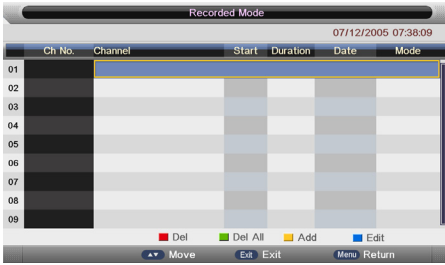 Recorded Mode
07/12/2005 07:38:09
Ch No. Channel Start Duration Date Mode
01
02
03
04
05
06
07
08
09
Del Del All Add Edit
▲▼ Move Exit Exit Menu Return